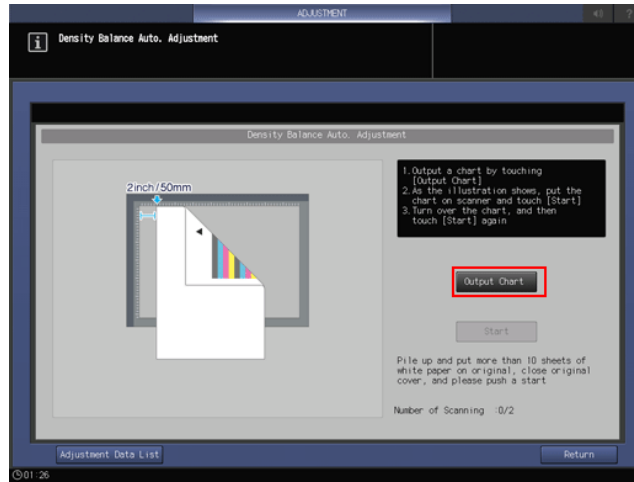 ADJUSTMENT
?
i
Density Balance Auto. Adjustment
Density Balance Auto. Adjustment
2inch/50mm
1.Output a chart by touching
[Output Chart]
2.As the illustration shows, put the
chart on scanner and touch [Start]
3.Turn over the chart, and then
touch [Start] again
Output Chart
Start
Pile up and put more than 10 sheets of
white paper on original, close original
cover, and please push a start
Number of Scanning :0/2
Adjustment Data List
Return
01:26